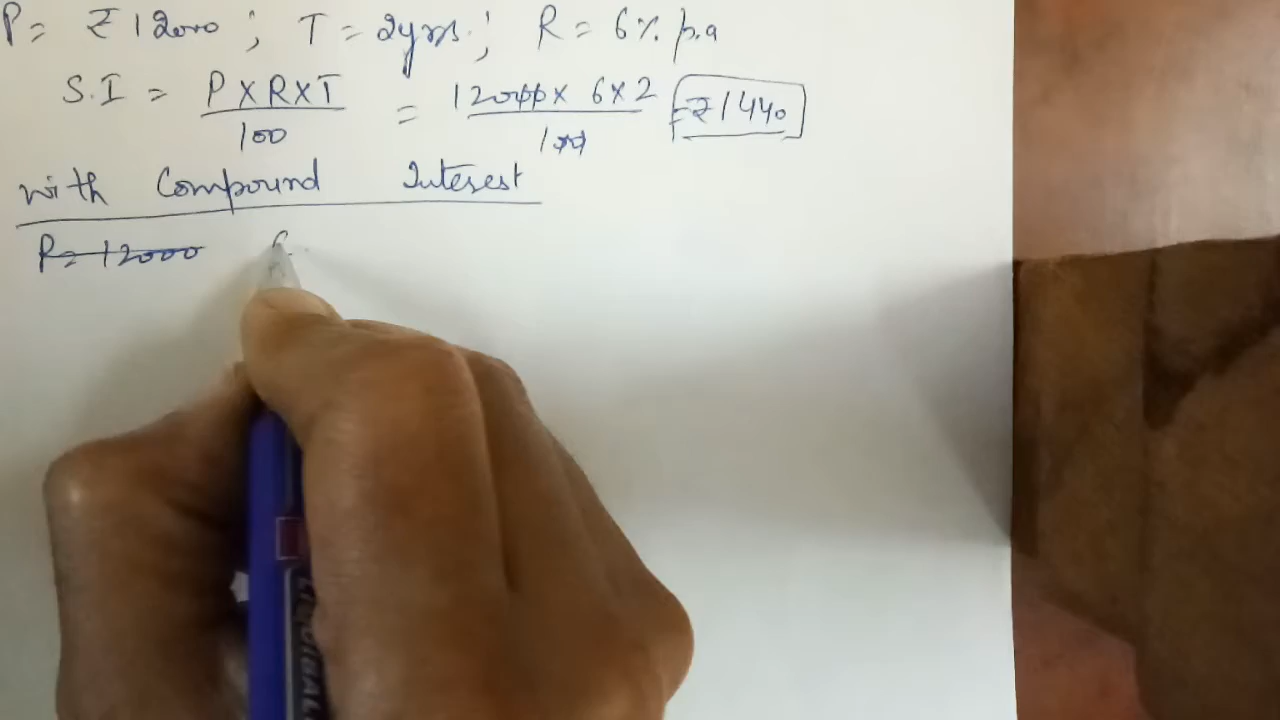 P = ₹ 12000 ; T = 2yrs. ; R = 6% p.a
S.I = P X R X T / 100 = 12000 x 6 x 2 / 100 = ₹1440
with Compound Interest
P = 12000